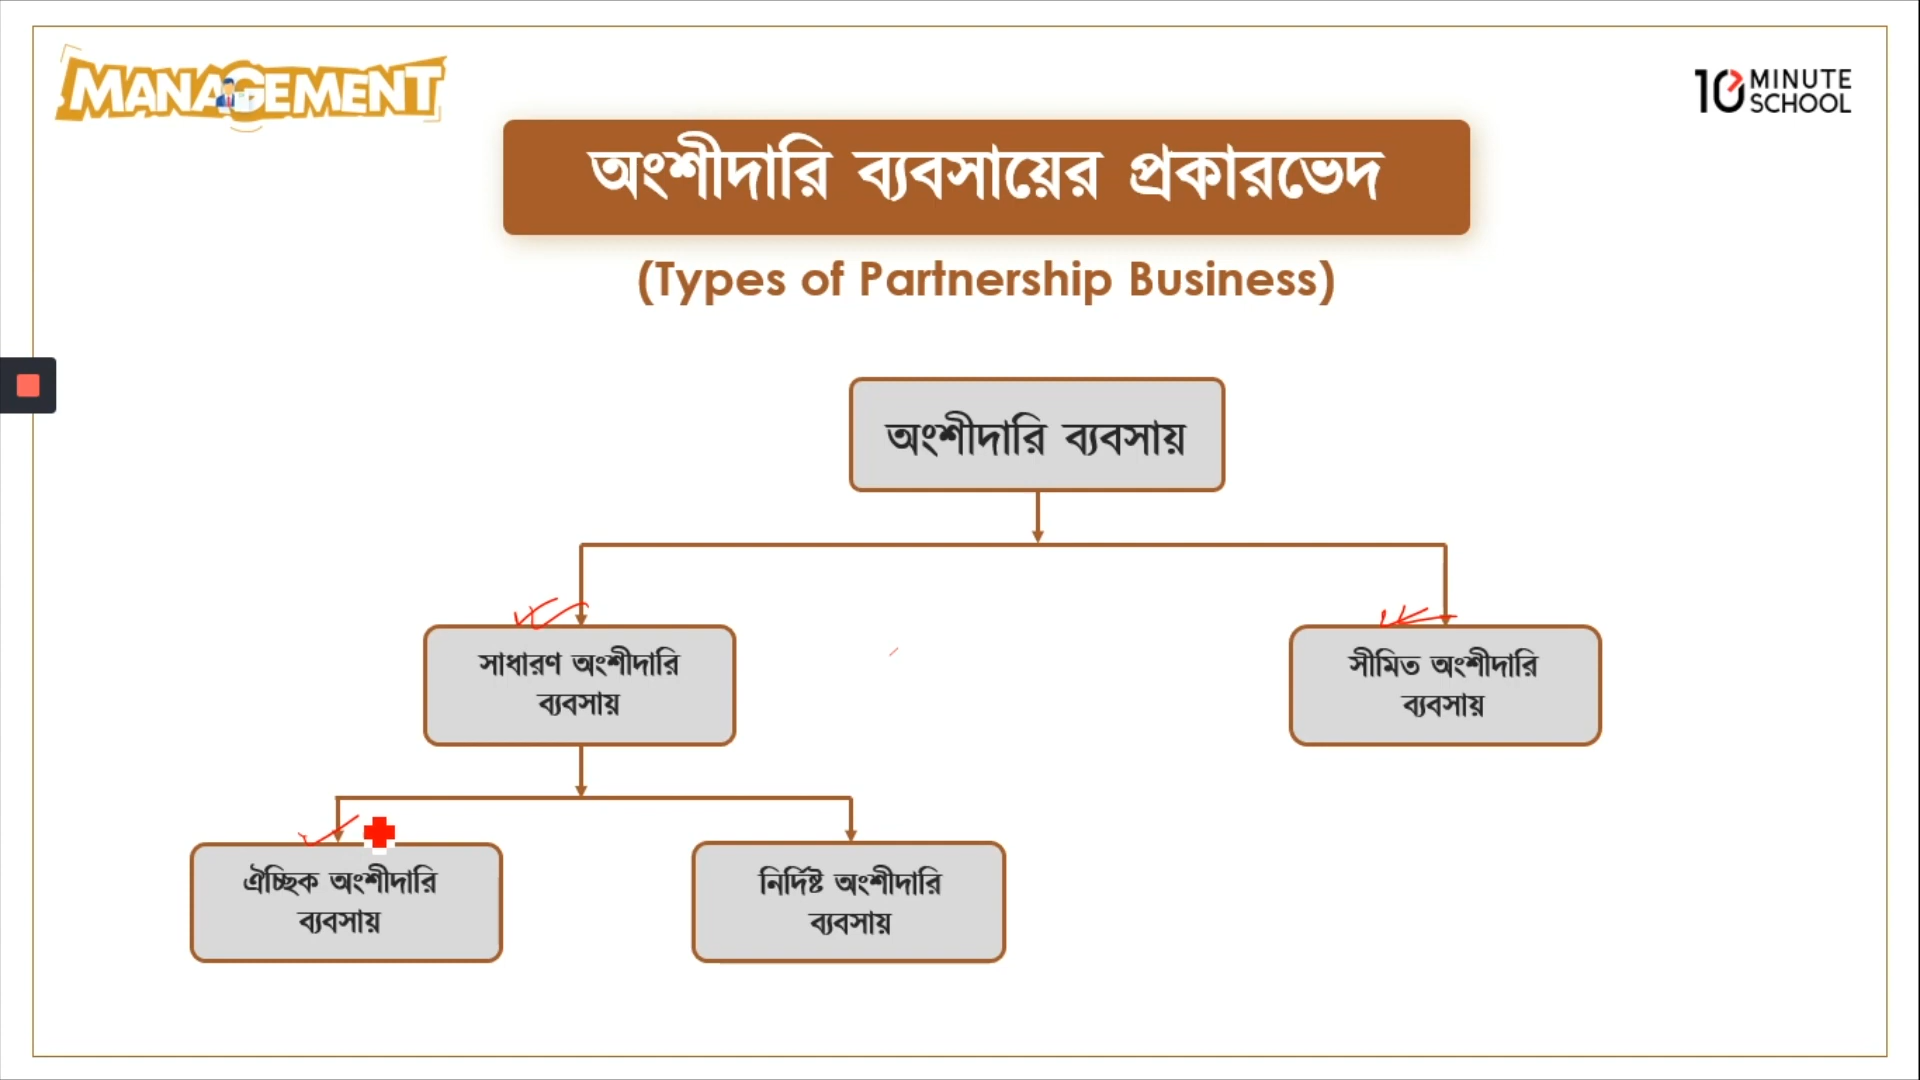 MANAGEMENT
10 MINUTE
SCHOOL
অংশীদারি ব্যবসায়ের প্রকারভেদ
(Types of Partnership Business)
অংশীদারি ব্যবসায়
সাধারণ অংশীদারি
ব্যবসায়
সীমিত অংশীদারি
ব্যবসায়
ঐচ্ছিক অংশীদারি
ব্যবসায়
নির্দিষ্ট অংশীদারি
ব্যবসায়